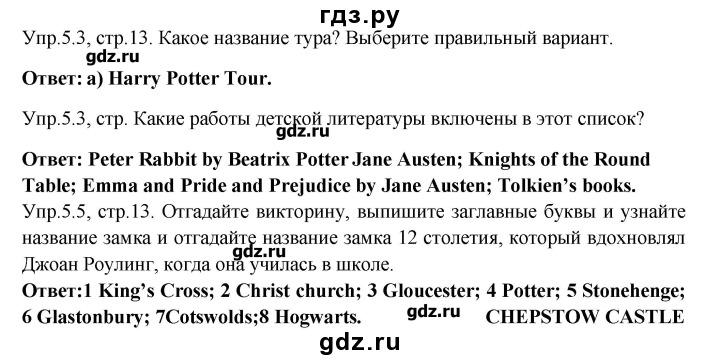 гдз.ру
Упр.5.3, стр.13. Какое название тура? Выберите правильный вариант.
gdz.ru
Ответ: а) Harry Potter Tour.
Упр.5.3, стр. Какие работы детской литературы включены в этот список?
gdz.ru
Ответ: Peter Rabbit by Beatrix Potter Jane Austen; Knights of the Round
Table; Emma and Pride and Prejudice by Jane Austen; Tolkien’s books.
gdz.ru
Упр.5.5, стр.13. Отгадайте викторину, выпишите заглавные буквы и узнайте
название замка и отгадайте название замка 12 столетия, который вдохновлял
gdz.ru
Джоан Роулинг, когда она училась в школе.
Ответ:1 King’s Cross; 2 Christ church; 3 Gloucester; 4 Potter; 5 Stonehenge;
6 Glastonbury; 7Cotswolds;8 Hogwarts. gdz.ru CHEPSTOW CASTLE
gdz.ru